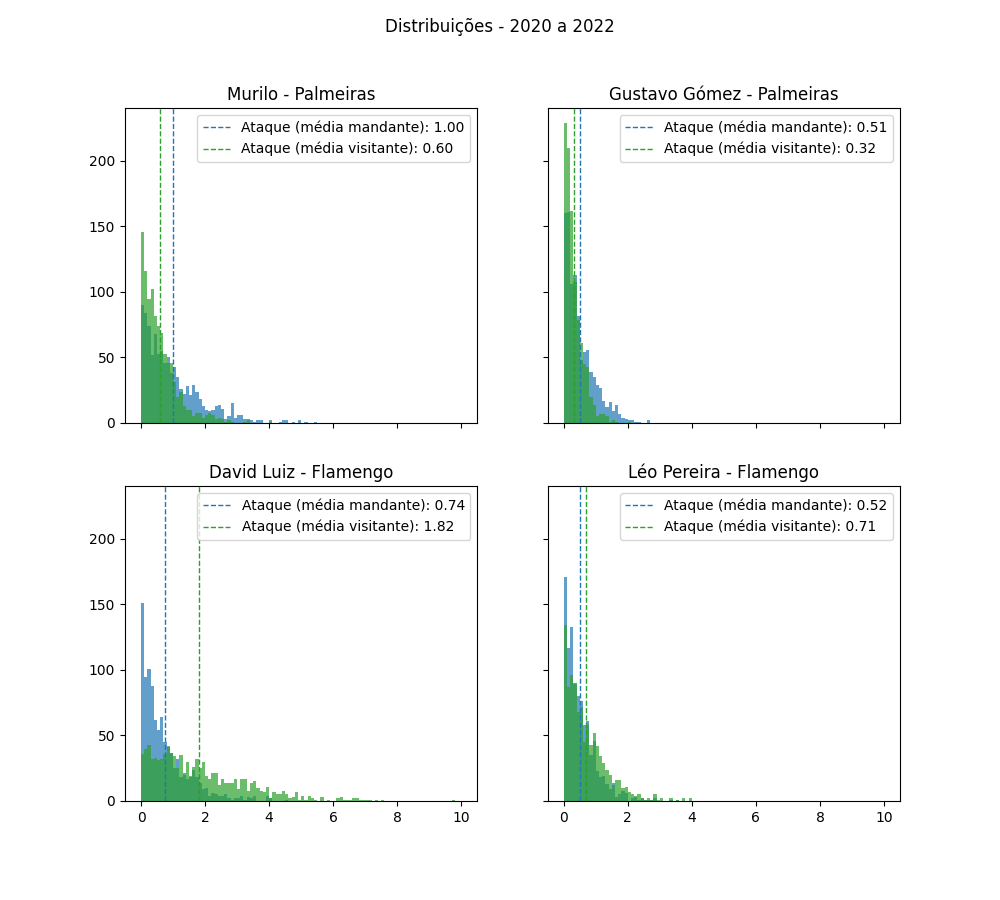 Distribuições - 2020 a 2022
Murilo - Palmeiras
Ataque (média mandante): 1.00
Ataque (média visitante): 0.60
200
150
100
50
0
Gustavo Gómez - Palmeiras
Ataque (média mandante): 0.51
Ataque (média visitante): 0.32
David Luiz - Flamengo
Ataque (média mandante): 0.74
Ataque (média visitante): 1.82
200
150
100
50
0
0 2 4 6 8 10
Léo Pereira - Flamengo
Ataque (média mandante): 0.52
Ataque (média visitante): 0.71
0 2 4 6 8 10